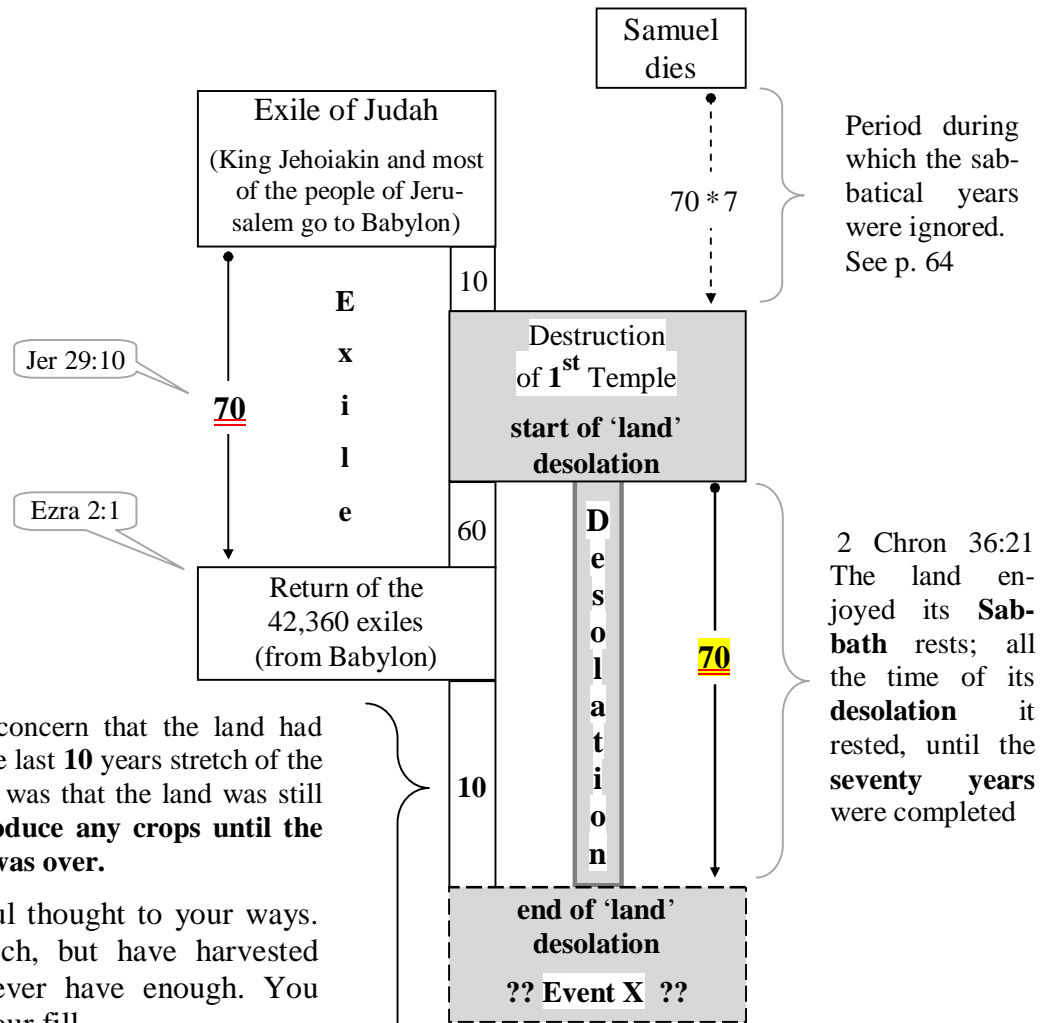 Samuel
dies
Exile of Judah
(King Jehoiakin and most
of the people of Jeru-
salem go to Babylon)
Period during
which the sab-
batical years
were ignored.
See p. 64
70 * 7
10
E
x
i
l
e
Jer 29:10
70
Destruction
of 1st Temple
start of ‘land’
desolation
Ezra 2:1
60
Return of the
42,360 exiles
(from Babylon)
D
e
s
o
l
a
t
i
o
n
70
2 Chron 36:21
The land en-
joyed its Sab-
bath rests; all
the time of its
desolation it
rested, until the
seventy years
were completed
concern that the land had
e last 10 years stretch of the
was that the land was still
oduce any crops until the
was over.
10
ul thought to your ways.
ch, but have harvested
ever have enough. You
our fill
end of ‘land’
desolation
?? Event X ??